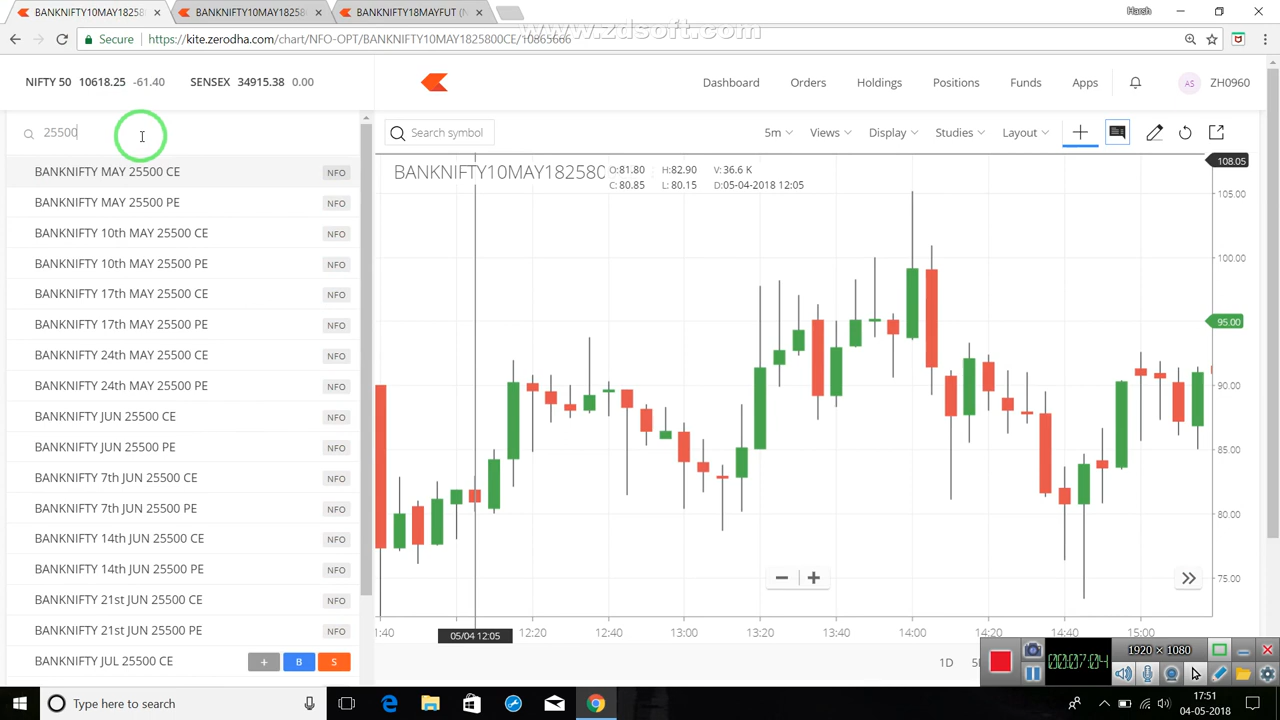 BANKNIFTY10MAY18258
BANKNIFTY10MAY18258
BANKNIFTY18MAYFUT (N
Harsh
www.zdsoft.com
Secure
https://kite.zerodha.com/chart/NFO-OPT/BANKNIFTY10MAY1825800CE/10865666
NIFTY 50 10618.25 -61.40 SENSEX 34915.38 0.00
Dashboard Orders Holdings Positions Funds Apps AS ZH0960
25500
Search symbol
5m Views Display Studies Layout
BANKNIFTY MAY 25500 CE NFO
BANKNIFTY MAY 25500 PE NFO
BANKNIFTY 10th MAY 25500 CE NFO
BANKNIFTY 10th MAY 25500 PE NFO
BANKNIFTY 17th MAY 25500 CE NFO
BANKNIFTY 17th MAY 25500 PE NFO
BANKNIFTY 24th MAY 25500 CE NFO
BANKNIFTY 24th MAY 25500 PE NFO
BANKNIFTY JUN 25500 CE NFO
BANKNIFTY JUN 25500 PE NFO
BANKNIFTY 7th JUN 25500 CE NFO
BANKNIFTY 7th JUN 25500 PE NFO
BANKNIFTY 14th JUN 25500 CE NFO
BANKNIFTY 14th JUN 25500 PE NFO
BANKNIFTY 21st JUN 25500 CE NFO
BANKNIFTY 21st JUN 25500 PE NFO
BANKNIFTY JUL 25500 CE + B S
BANKNIFTY10MAY182580
O:81.80 H:82.90 V:36.6 K
C: 80.85 L: 80.15 D:05-04-2018 12:05
108.05
105.00
100.00
95.00
90.00
85.00
80.00
75.00
:40 05/04 12:05 12:20 12:40 13:00 13:20 13:40 14:00 14:20 14:40 15:00
1D
00:07:04
1920 × 1080
Type here to search
17:51
04-05-2018